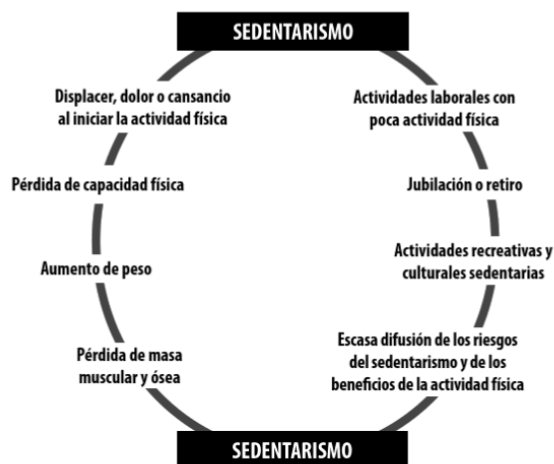 SEDENTARISMO
Displacer, dolor o cansancio
al iniciar la actividad física
Actividades laborales con
poca actividad física
Pérdida de capacidad física
Jubilación o retiro
Aumento de peso
Actividades recreativas y
culturales sedentarias
Pérdida de masa
muscular y ósea
Escasa difusión de los riesgos
del sedentarismo y de los
beneficios de la actividad física
SEDENTARISMO